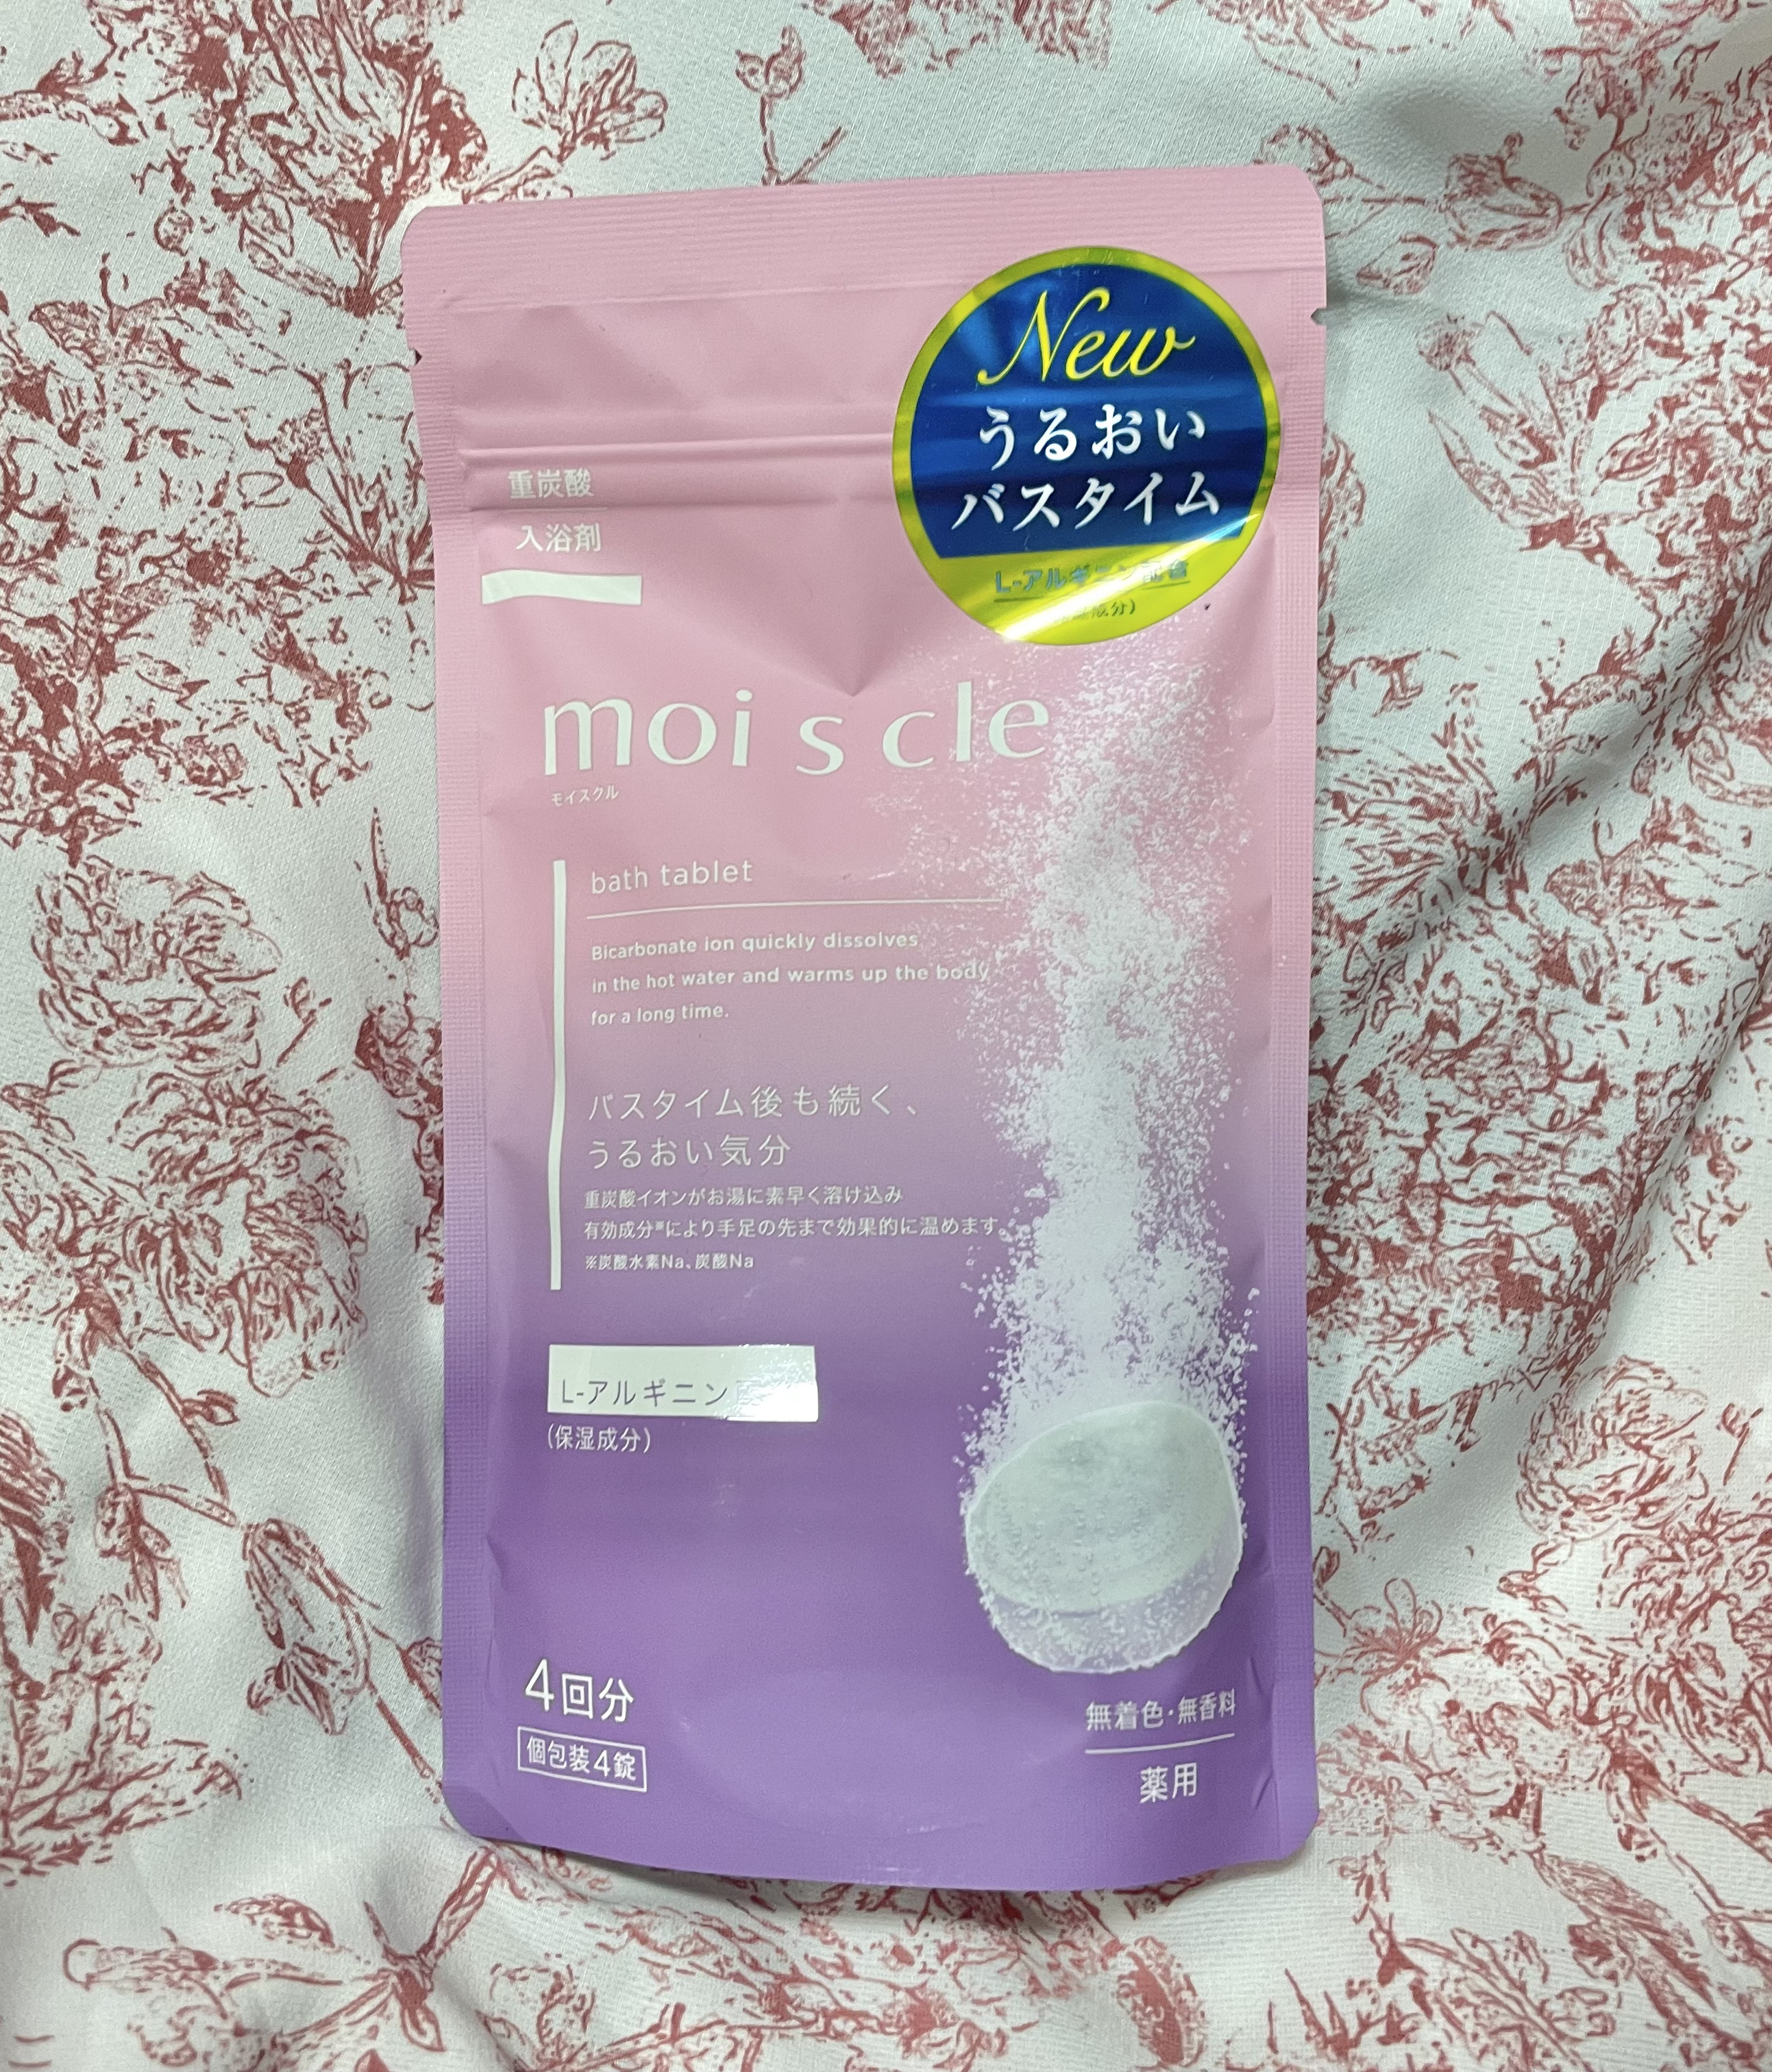 New
うるおい
バスタイム
L-アルギニン配合
成分）
重炭酸
入浴剤
moi s cle
モイスクル
bath tablet
Bicarbonate ion quickly dissolves
in the hot water and warms up the body
for a long time.
バスタイム後も続く、
うるおい気分
重炭酸イオンがお湯に素早く溶け込み
有効成分※により手足の先まで効果的に温めます。
※炭酸水素Na、炭酸Na
L-アルギニン
（保湿成分）
4回分
個包装4錠
無着色・無香料
薬用